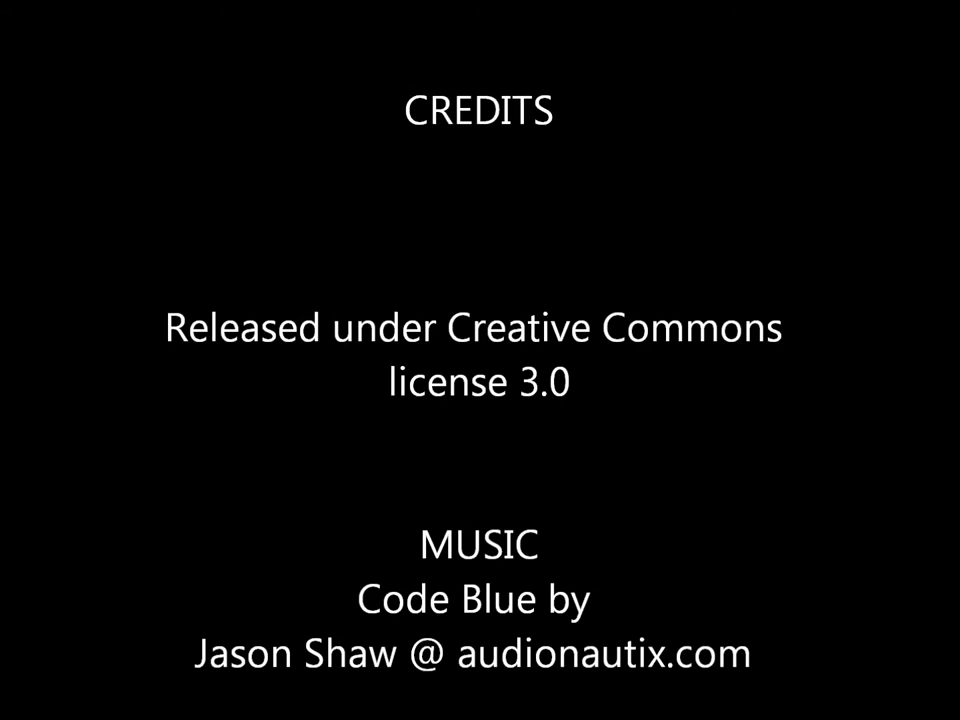 CREDITS
Released under Creative Commons
license 3.0
MUSIC
Code Blue by
Jason Shaw @ audionautix.com